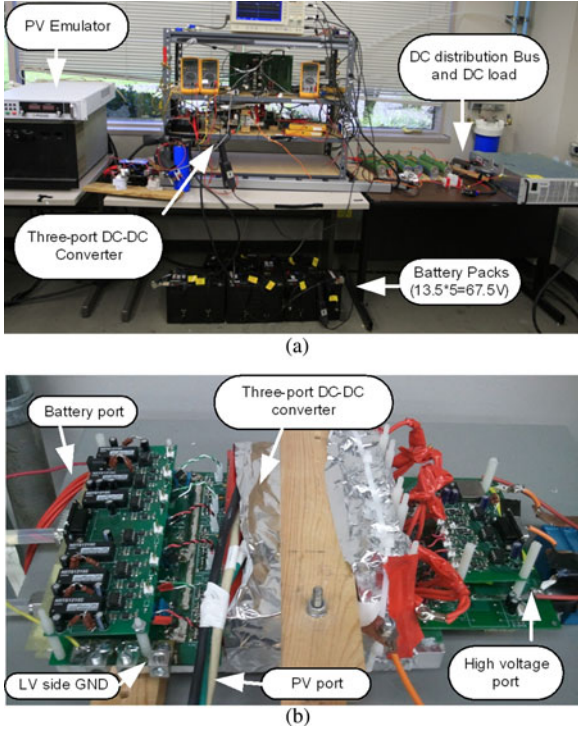 PV Emulator
DC distribution Bus
and DC load
Three-port DC-DC
Converter
Battery Packs
(13.5*5=67.5V)
(a)
Battery port
Three-port DC-DC
converter
LV side GND
PV port
High voltage
port
(b)